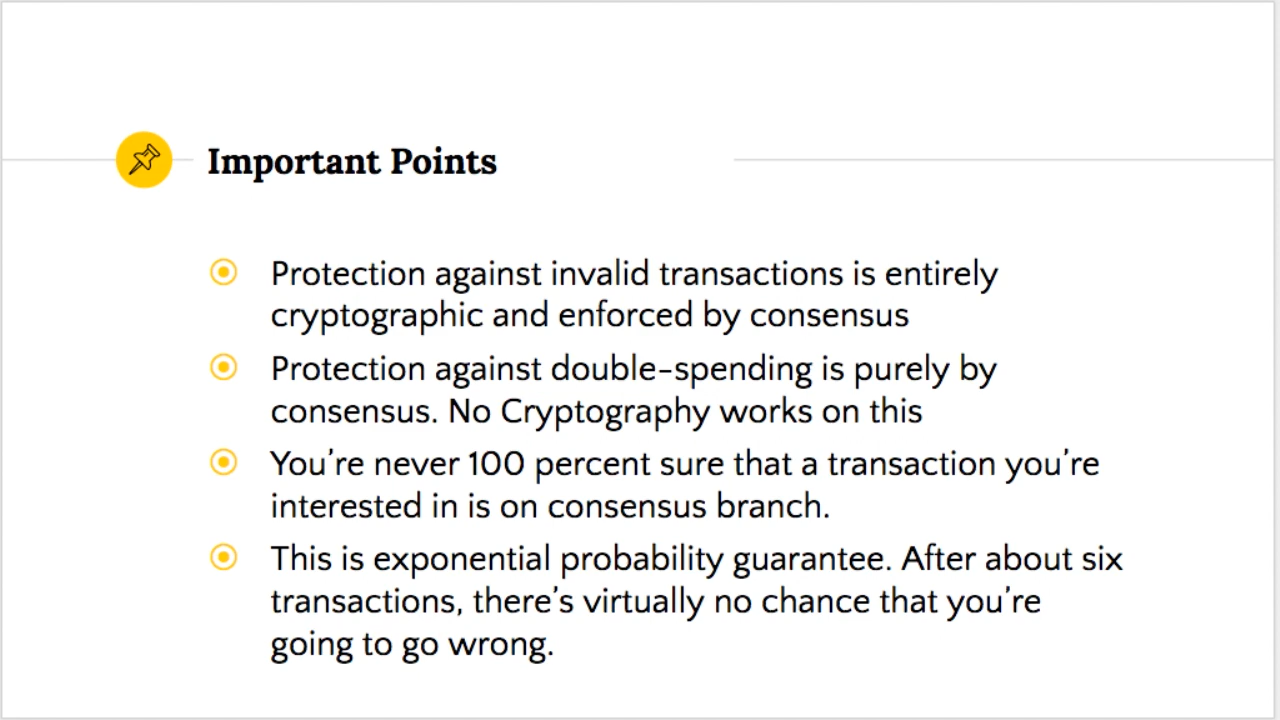 Important Points
Protection against invalid transactions is entirely
cryptographic and enforced by consensus
Protection against double-spending is purely by
consensus. No Cryptography works on this
You’re never 100 percent sure that a transaction you’re
interested in is on consensus branch.
This is exponential probability guarantee. After about six
transactions, there’s virtually no chance that you’re
going to go wrong.